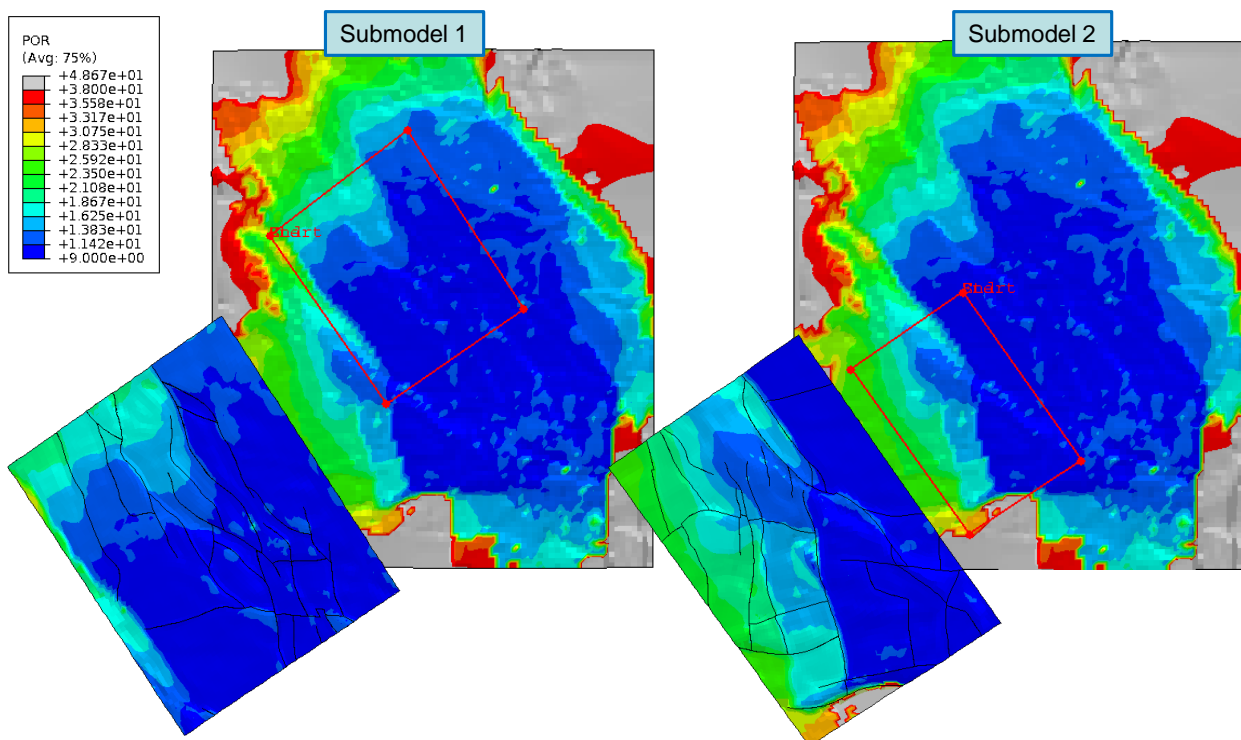 Submodel 1
Submodel 2
POR
(Avg: 75%)
+4.867e+01
+3.800e+01
+3.558e+01
+3.317e+01
+3.075e+01
+2.833e+01
+2.592e+01
+2.350e+01
+2.108e+01
+1.867e+01
+1.625e+01
+1.383e+01
+1.142e+01
+9.000e+00